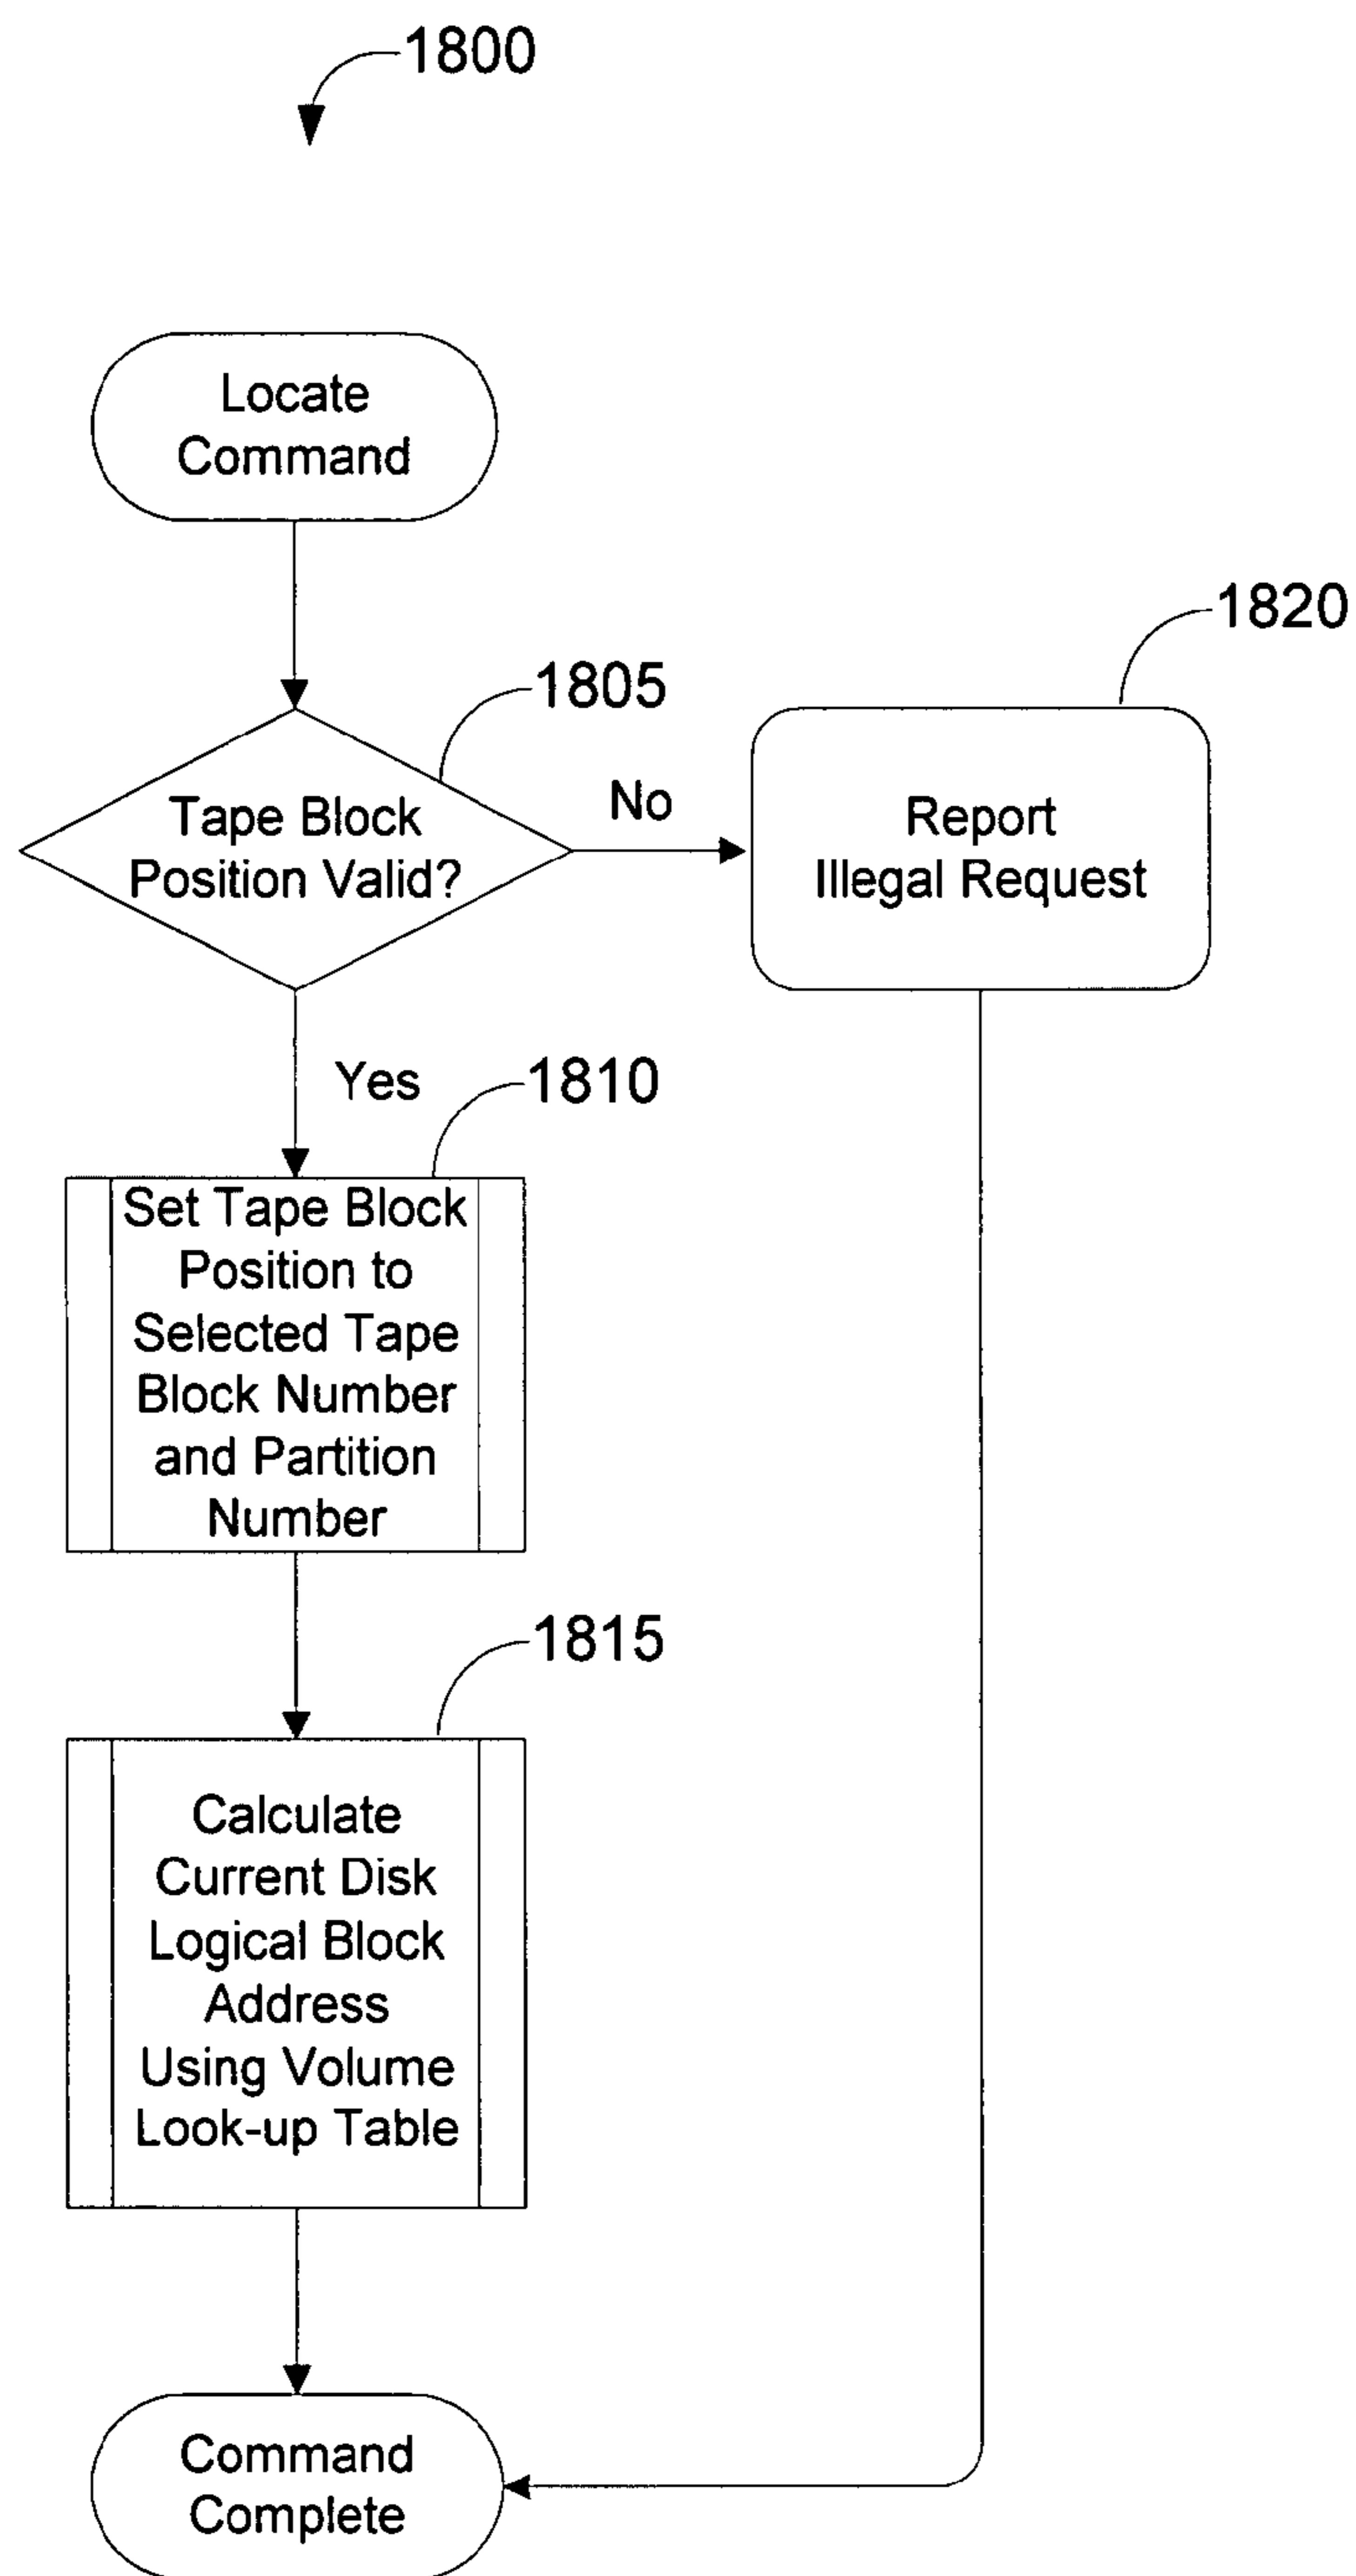 1800
Locate
Command
1820
1805
Tape Block
Position Valid?
No
Report
Illegal Request
Yes
1810
Set Tape Block
Position to
Selected Tape
Block Number
and Partition
Number
1815
Calculate
Current Disk
Logical Block
Address
Using Volume
Look-up Table
Command
Complete